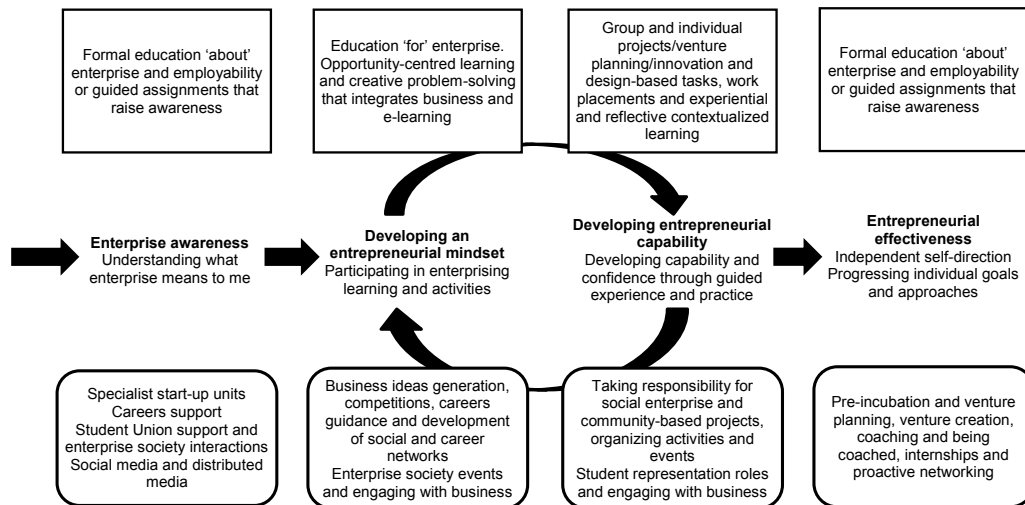 Formal education ‘about’
enterprise and employability
or guided assignments that
raise awareness
Education ‘for’ enterprise.
Opportunity-centred learning
and creative problem-solving
that integrates business and
e-learning
Group and individual
projects/venture
planning/innovation and
design-based tasks, work
placements and experiential
and reflective contextualized
learning
Formal education ‘about’
enterprise and employability
or guided assignments that
raise awareness
Enterprise awareness
Understanding what
enterprise means to me
Developing an
entrepreneurial mindset
Participating in enterprising
learning and activities
Developing entrepreneurial
capability
Developing capability and
confidence through guided
experience and practice
Entrepreneurial
effectiveness
Independent self-direction
Progressing individual goals
and approaches
Specialist start-up units
Careers support
Student Union support and
enterprise society interactions
Social media and distributed
media
Business ideas generation,
competitions, careers
guidance and development
of social and career
networks
Enterprise society events
and engaging with business
Taking responsibility for
social enterprise and
community-based projects,
organizing activities and
events
Student representation roles
and engaging with business
Pre-incubation and venture
planning, venture creation,
coaching and being
coached, internships and
proactive networking